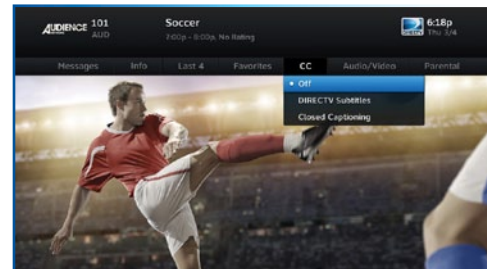 AUDIENCE 101
AUD
Soccer
7:00p - 8:00p, No Rating
DIRECTV
6:18p
Thu 3/4
Messages Info Last 4 Favorites CC Audio/Video Parental
• Off
DIRECTV Subtitles
Closed Captioning